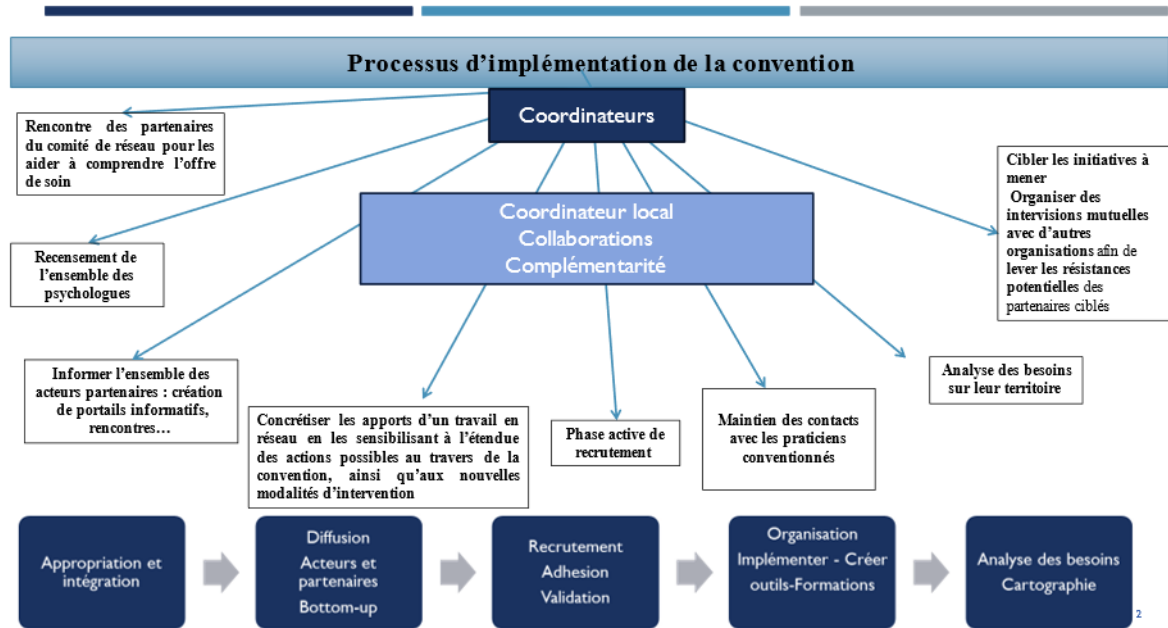 Processus d'implémentation de la convention
Coordinateurs
Rencontre des partenaires
du comité de réseau pour les
aider à comprendre l'offre
de soin
Cibler les initiatives à
mener
Organiser des
intervisions mutuelles
avec d'autres
organisations afin de
lever les résistances
potentielles des
partenaires ciblés
Coordinateur local
Collaborations
Complémentarité
Recensement de
l'ensemble des
psychologues
Informer l'ensemble des
acteurs partenaires : création
de portails informatifs,
rencontres…
Concrétiser les apports d'un travail en
réseau en les sensibilisant à l'étendue
des actions possibles au travers de la
convention, ainsi qu'aux nouvelles
modalités d'intervention
Phase active de
recrutement
Maintien des contacts
avec les praticiens
conventionnés
Analyse des besoins
sur leur territoire
Appropriation et
intégration
Diffusion
Acteurs et
partenaires
Bottom-up
Recrutement
Adhesion
Validation
Organisation
Implémenter - Créer
outils-Formations
Analyse des besoins
Cartographie
2